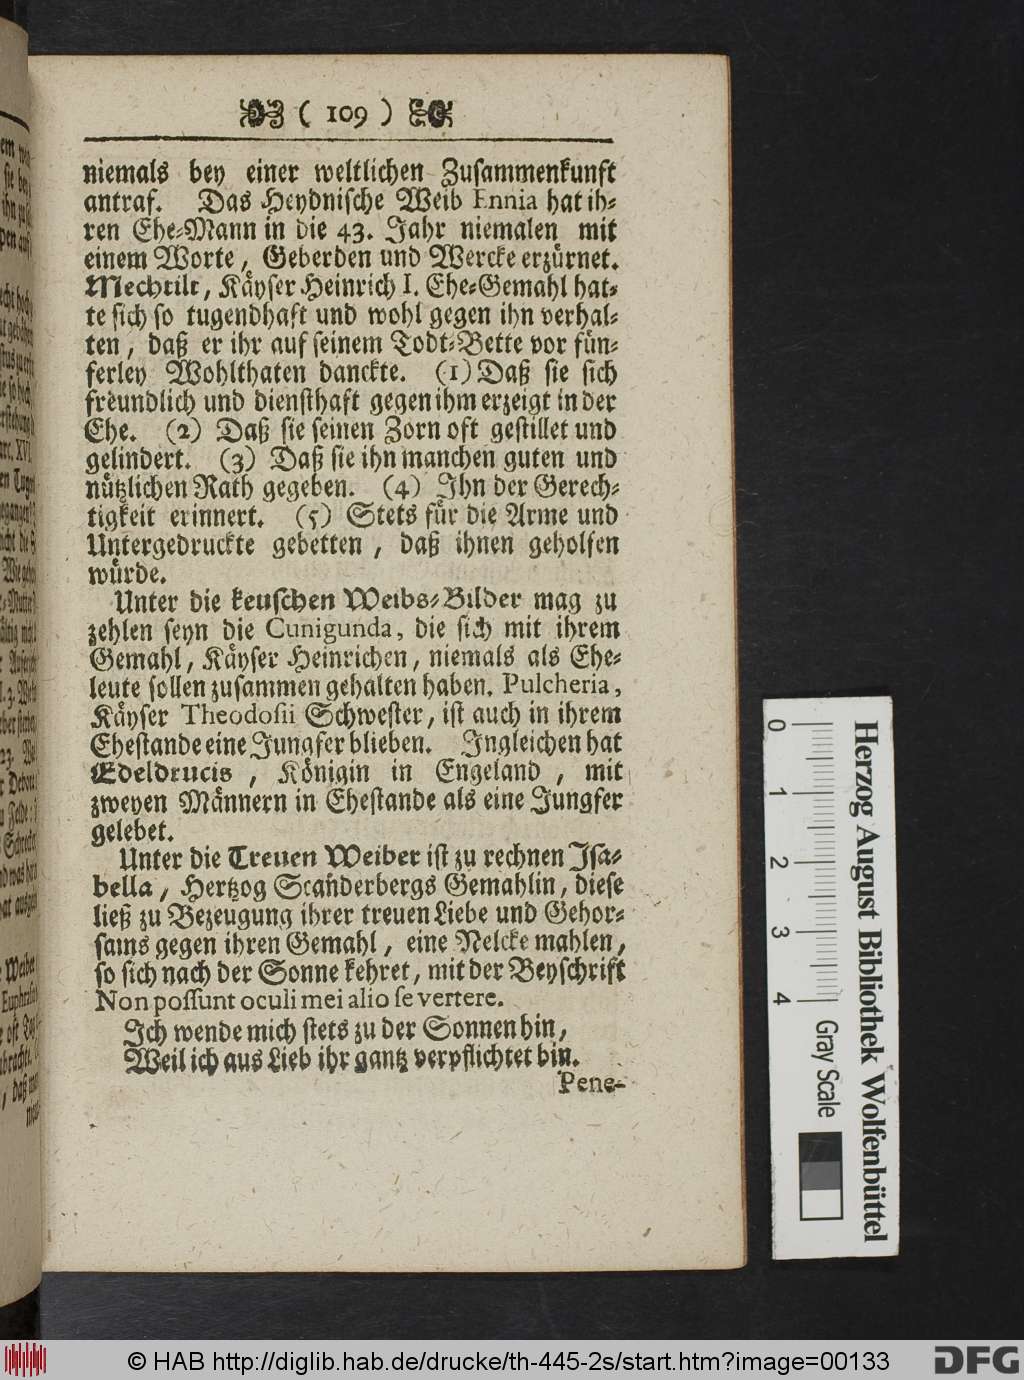 ( 109 )
niemals bey einer weltlichen Zusammenkunft
antraf. Das Heydnische Weib Ennia hat ih-
ren Ehe-Mann in die 43. Jahr niemalen mit
einem Worte, Geberden und Wercke erzürnet.
Mechtilt, Käyser Heinrich I. Ehe-Gemahl hat-
te sich so tugendhaft und wohl gegen ihn verhal-
ten, daß er ihr auf seinem Todt-Bette vor fün-
ferley Wohlthaten danckte. (1) Daß sie sich
freundlich und diensthaft gegen ihm erzeigt in der
Ehe. (2) Daß sie seinen Zorn oft gestillet und
gelindert. (3) Daß sie ihn manchen guten und
nützlichen Rath gegeben. (4) Ihn der Gerech-
tigkeit erinnert. (5) Stets für die Arme und
Untergedruckte gebetten, daß ihnen geholfen
würde.
Unter die keuschen Weibs-Bilder mag zu
zehlen seyn die Cunigunda, die sich mit ihrem
Gemahl, Käyser Heinrichen, niemals als Ehe-
leute sollen zusammen gehalten haben. Pulcheria,
Käyser Theodosii Schwester, ist auch in ihrem
Ehestande eine Jungfer blieben. Ingleichen hat
Edeldrucis, Königin in Engeland, mit
zweyen Männern in Ehestande als eine Jungfer
gelebet.
Unter die Treuen Weiber ist zu rechnen Isa-
bella, Hertzog Scanderbergs Gemahlin, diese
ließ zu Bezeugung ihrer treuen Liebe und Gehor-
sams gegen ihren Gemahl, eine Nelcke mahlen,
so sich nach der Sonne kehret, mit der Beyschrift
Non possunt oculi mei alio se vertere.
Ich wende mich stets zu der Sonnen hin,
Weil ich aus Lieb ihr gantz verpflichtet bin.
Pene-
Herzog August Bibliothek Wolfenbüttel
0 1 2 3 4 Gray Scale
© HAB http://diglib.hab.de/drucke/th-445-2s/start.htm?image=00133
DFG